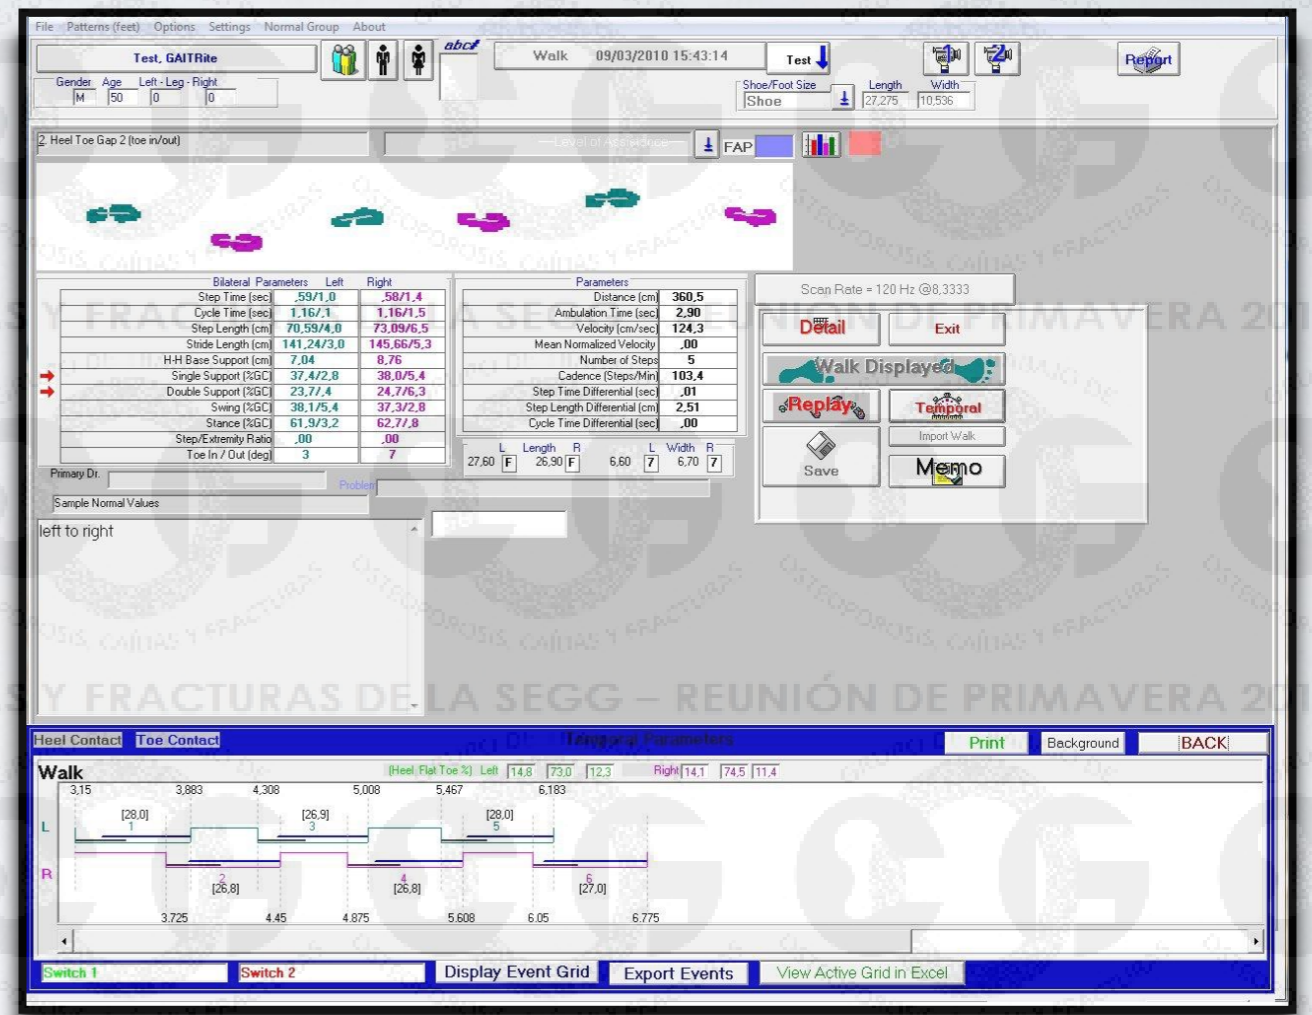 File Patterns (feet) Options Settings Normal Group About
Test, GAITRite
abc
Walk 09/03/2010 15:43:14
Test
1
2
Report
Gender Age Left - Leg - Right
M 50 0 0
Shoe/Foot Size Length Width
Shoe 27,275 10,536
2. Heel Toe Gap 2 (toe in/out)
Level of Assistance
FAP
Bilateral Parameters Left Right
Step Time (sec) ,59/1,0 ,58/1,4
Cycle Time (sec) 1,16/,1 1,16/1,5
Step Length (cm) 70,59/4,0 73,09/6,5
Stride Length (cm) 141,24/3,0 145,66/5,3
H-H Base Support (cm) 7,04 8,76
Single Support (%GC) 37,4/2,8 38,0/5,4
Double Support (%GC) 23,7/,4 24,7/6,3
Swing (%GC) 38,1/5,4 37,3/2,8
Stance (%GC) 61,9/3,2 62,7/,8
Step/Extremity Ratio ,00 ,00
Toe In / Out (deg) 3 7
Parameters
Distance (cm) 360,5
Ambulation Time (sec) 2,90
Velocity (cm/sec) 124,3
Mean Normalized Velocity ,00
Number of Steps 5
Cadence (Steps/Min) 103,4
Step Time Differential (sec) ,01
Step Length Differential (cm) 2,51
Cycle Time Differential (sec) ,00
L Length R L Width R
27,60 F 26,90 F 6,60 7 6,70 7
Scan Rate = 120 Hz @8,3333
Detail
Exit
Walk Displayed
Replay
Temporal
Import Walk
Save
Memo
Primary Dr.
Problem
Sample Normal Values
left to right
Heel Contact Toe Contact Temporal Parameters Print Background BACK
Walk
(Heel Flat Toe %) Left 14,8 73,0 12,3 Right 14,1 74,5 11,4
3,15 3,883 4,308 5,008 5,467 6,183
[28,0] [26,9] [28,0]
L 1 3 5
R 2 4 6
[26,8] [26,8] [27,0]
3.725 4.45 4.875 5.608 6.05 6.775
Switch 1 Switch 2 Display Event Grid Export Events View Active Grid in Excel
S Y FRACTURAS DE LA SEGG – REUNIÓN DE PRIMAVERA 20
OSTEOPOROSIS, CAÍDAS Y FRACTURAS